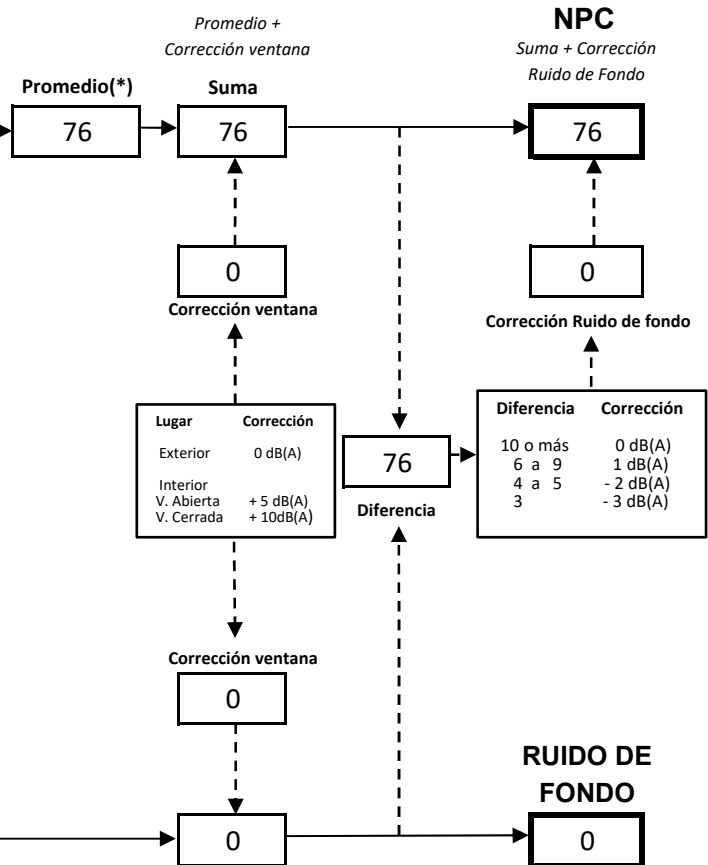 Promedio +
Corrección ventana
NPC
Suma + Corrección
Ruido de Fondo
Promedio(*)
Suma
76
76
76
0
0
Corrección ventana
Corrección Ruido de fondo
Lugar Corrección
Exterior 0 dB(A)
Interior
V. Abierta + 5 dB(A)
V. Cerrada + 10dB(A)
76
Diferencia
Diferencia Corrección
10 o más 0 dB(A)
6 a 9 1 dB(A)
4 a 5 - 2 dB(A)
3 - 3 dB(A)
Corrección ventana
0
RUIDO DE
FONDO
0
0